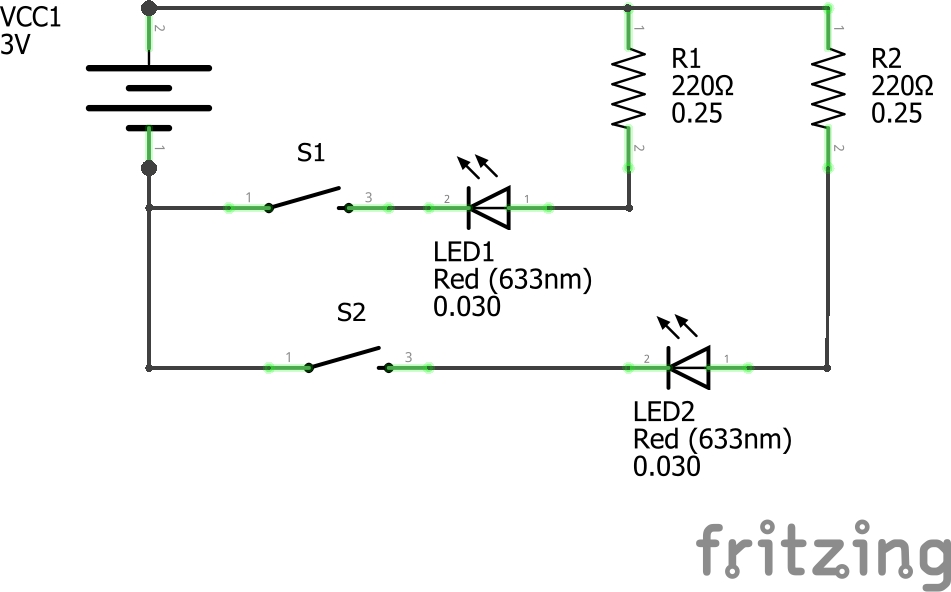 VCC1
3V
2
1
R1
220Ω
0.25
1
2
R2
220Ω
0.25
1
2
S1
1
3
2
1
LED1
Red (633nm)
0.030
S2
1
3
2
1
LED2
Red (633nm)
0.030
fritzing